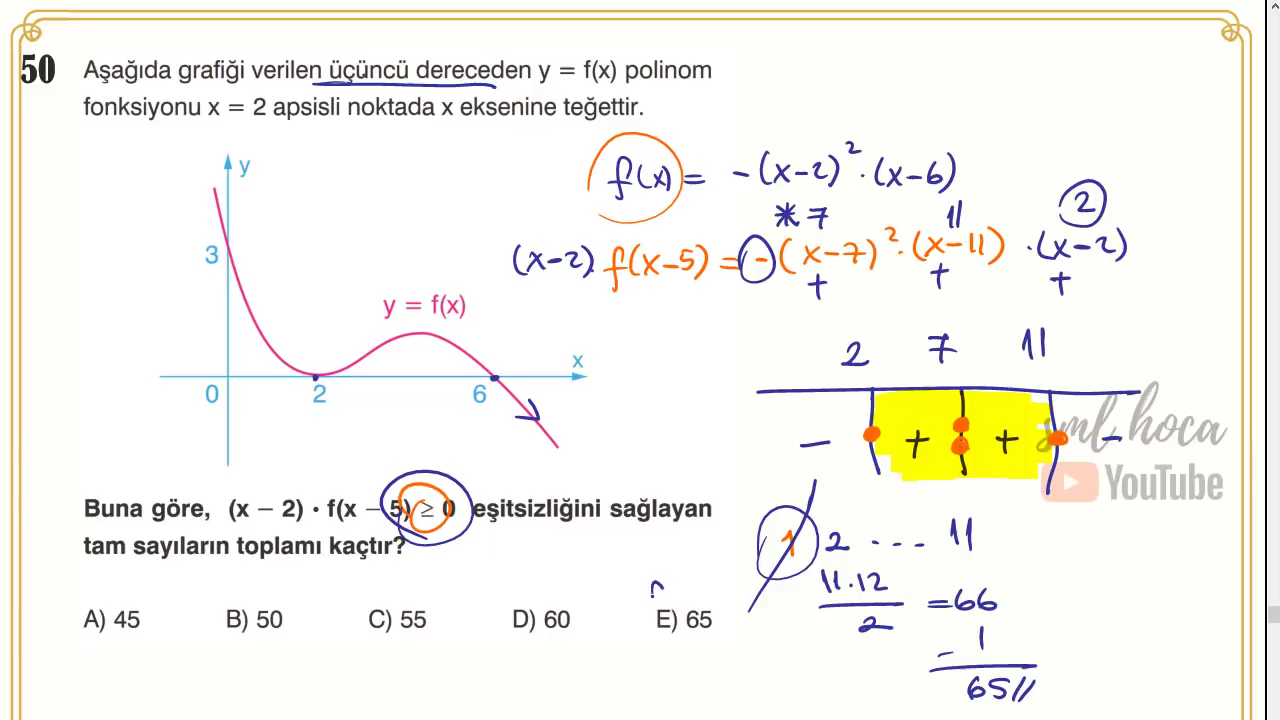 50 Aşağıda grafiği verilen üçüncü dereceden y = f(x) polinom
fonksiyonu x = 2 apsisli noktada x eksenine teğettir.
y
3
y = f(x)
x
0 2 6
f(x) = -(x-2)² · (x-6)
* 7 11 2
(x-2). f(x-5) = -(x-7)² · (x-11) · (x-2)
+ + +
2 7 11
- + + -
sml hoca
YouTube
Buna göre, (x − 2) • f(x − 5) ≥ 0 eşitsizliğini sağlayan
tam sayıların toplamı kaçtır?
1 2 ... 11
11·12
2
= 66
- 1
65//
A) 45 B) 50 C) 55 D) 60 E) 65